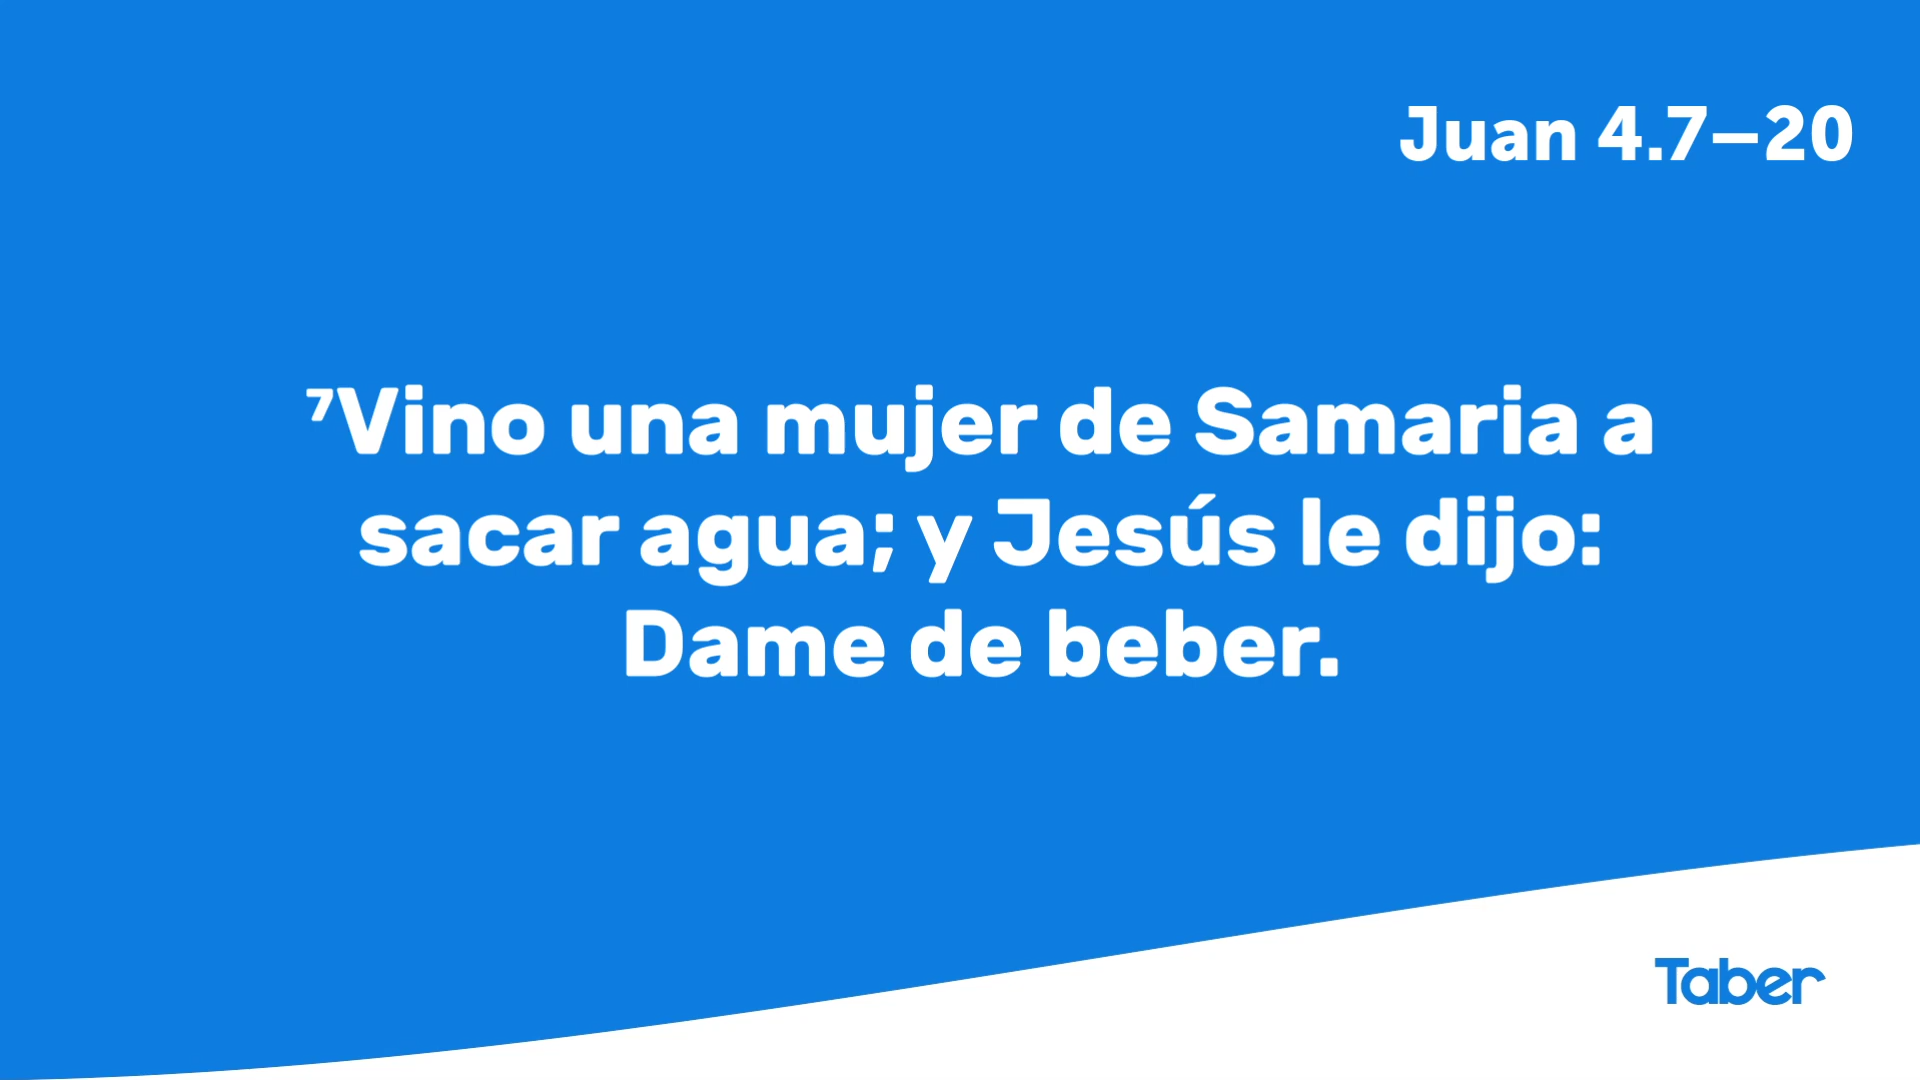 Juan 4.7–20
⁷Vino una mujer de Samaria a
sacar agua; y Jesús le dijo:
Dame de beber.
Taber